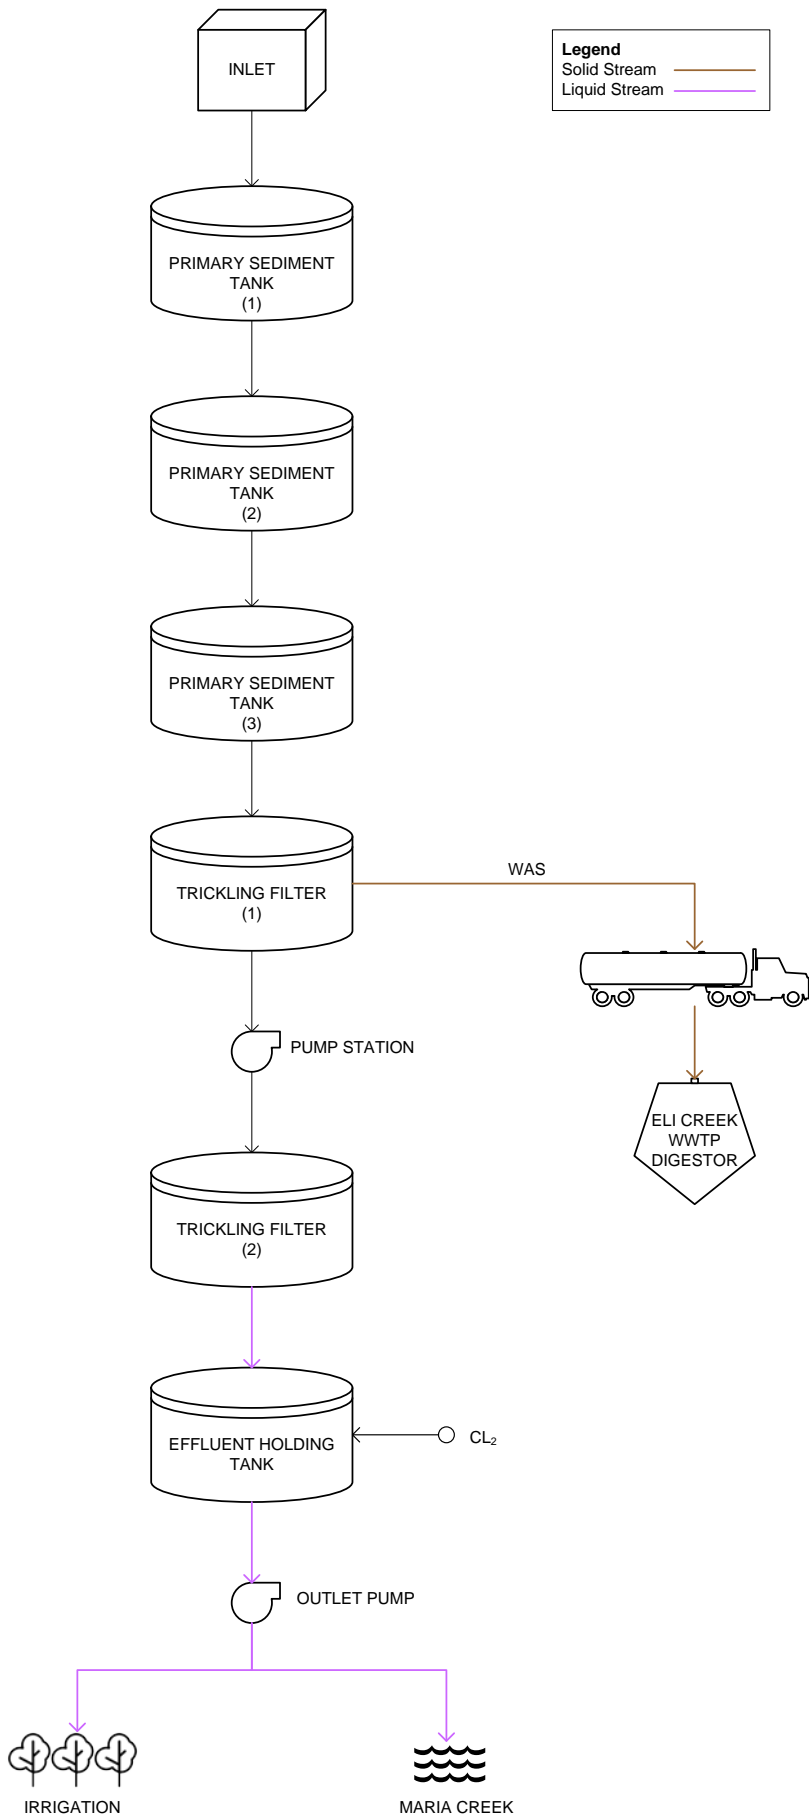 INLET
Legend
Solid Stream
Liquid Stream
PRIMARY SEDIMENT
TANK
(1)
PRIMARY SEDIMENT
TANK
(2)
PRIMARY SEDIMENT
TANK
(3)
TRICKLING FILTER
(1)
WAS
PUMP STATION
ELI CREEK
WWTP
DIGESTOR
TRICKLING FILTER
(2)
EFFLUENT HOLDING
TANK
CL₂
OUTLET PUMP
IRRIGATION
MARIA CREEK